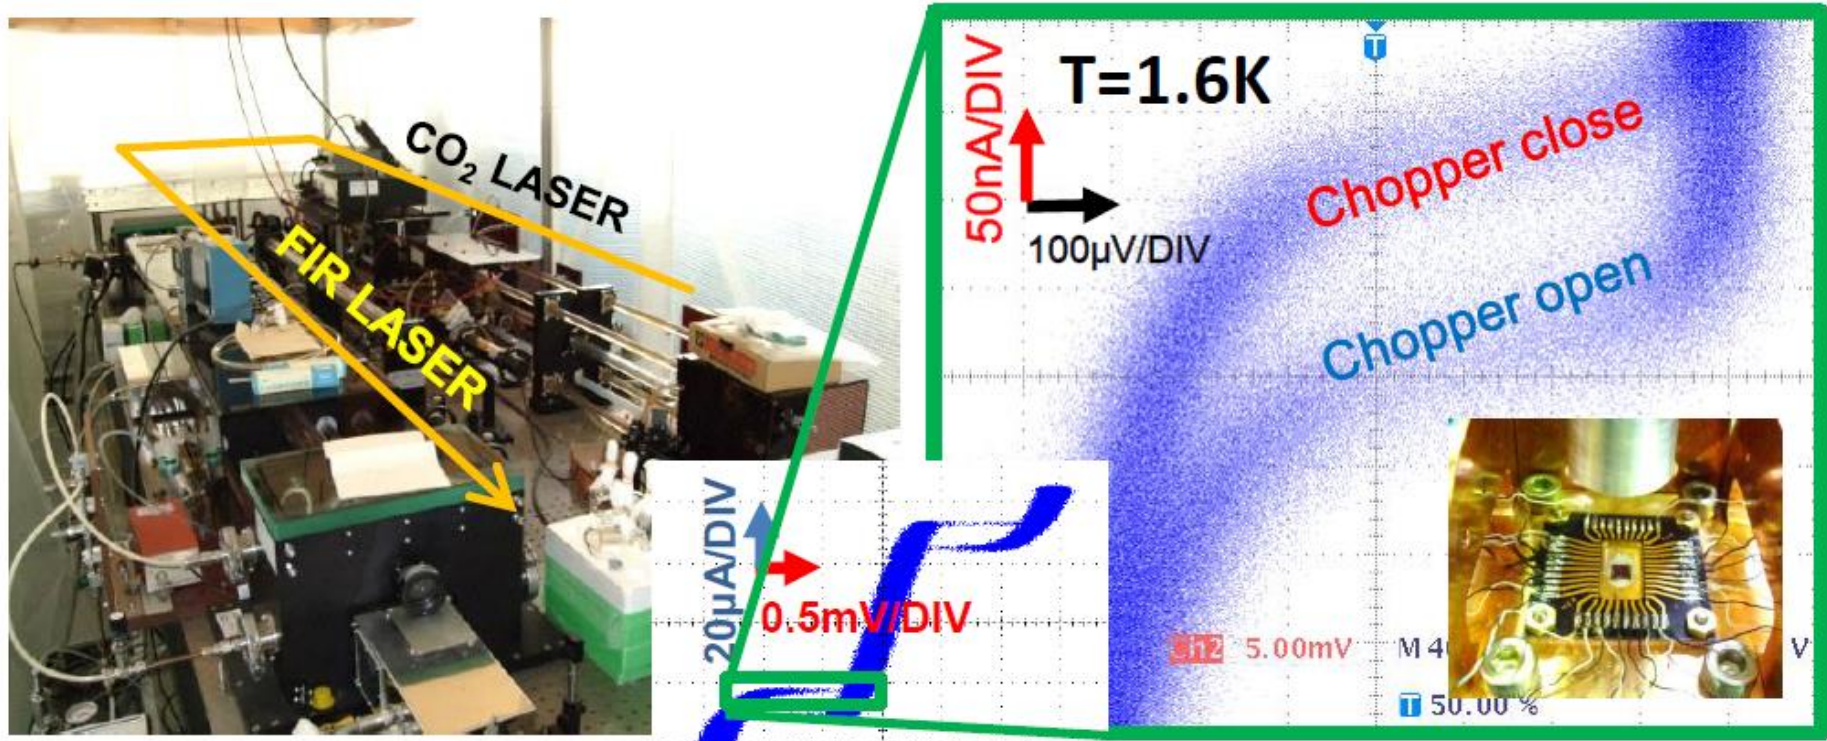 CO₂ LASER
FIR LASER
T=1.6K
50nA/DIV
100µV/DIV
Chopper close
Chopper open
20µA/DIV
0.5mV/DIV
Ch2 5.00mV M 4 V
T
T 50.00 %